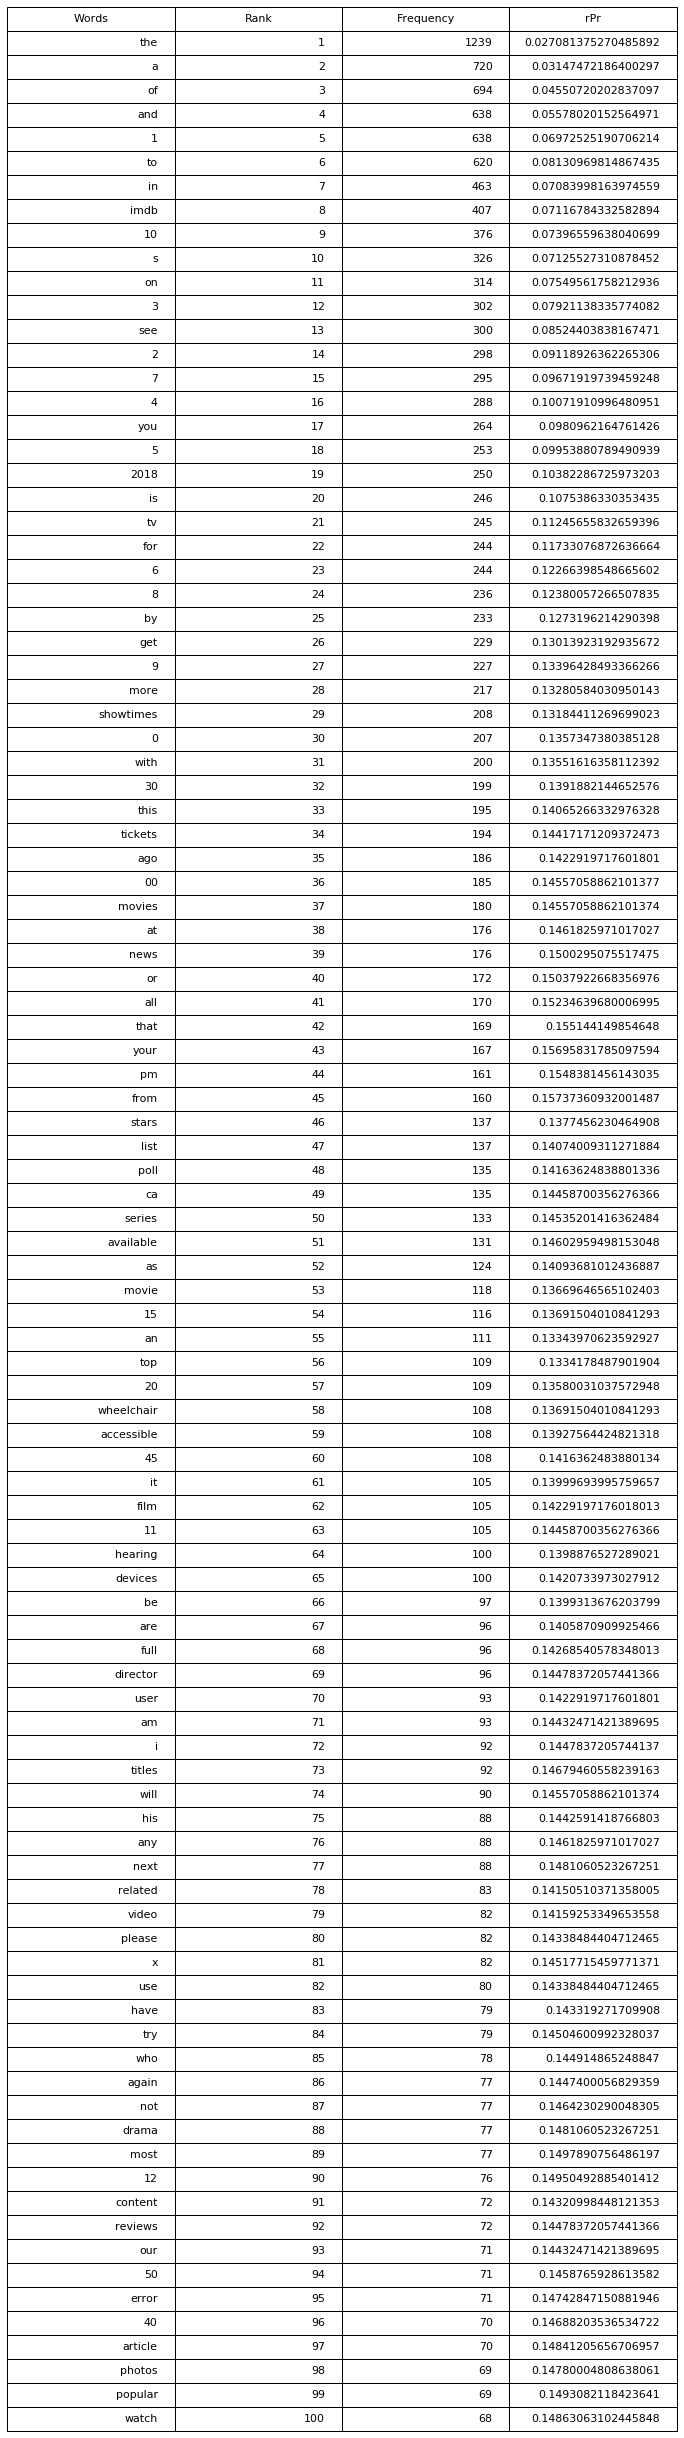 Words Rank Frequency rPr
the 1 1239 0.027081375270485892
a 2 720 0.03147472186400297
of 3 694 0.04550720202837097
and 4 638 0.05578020152564971
1 5 638 0.06972525190706214
to 6 620 0.08130969814867435
in 7 463 0.07083998163974559
imdb 8 407 0.07116784332582894
10 9 376 0.07396559638040699
s 10 326 0.07125527310878452
on 11 314 0.07549561758212936
3 12 302 0.07921138335774082
see 13 300 0.08524403838167471
2 14 298 0.09118926362265306
7 15 295 0.09671919739459248
4 16 288 0.10071910996480951
you 17 264 0.0980962164761426
5 18 253 0.09953880789490939
2018 19 250 0.10382286725973203
is 20 246 0.1075386330353435
tv 21 245 0.11245655832659396
for 22 244 0.11733076872636664
6 23 244 0.12266398548665602
8 24 236 0.12380057266507835
by 25 233 0.1273196214290398
get 26 229 0.13013923192935672
9 27 227 0.13396428493366266
more 28 217 0.13280584030950143
showtimes 29 208 0.13184411269699023
0 30 207 0.1357347380385128
with 31 200 0.13551616358112392
30 32 199 0.1391882144652576
this 33 195 0.14065266332976328
tickets 34 194 0.14417171209372473
ago 35 186 0.1422919717601801
00 36 185 0.14557058862101377
movies 37 180 0.14557058862101374
at 38 176 0.1461825971017027
news 39 176 0.1500295075517475
or 40 172 0.15037922668356976
all 41 170 0.15234639680006995
that 42 169 0.155144149854648
your 43 167 0.15695831785097594
pm 44 161 0.1548381456143035
from 45 160 0.15737360932001487
stars 46 137 0.1377456230464908
list 47 137 0.14074009311271884
poll 48 135 0.14163624838801336
ca 49 135 0.14458700356276366
series 50 133 0.14535201416362484
available 51 131 0.14602959498153048
as 52 124 0.14093681012436887
movie 53 118 0.13669646565102403
15 54 116 0.13691504010841293
an 55 111 0.13343970623592927
top 56 109 0.1334178487901904
20 57 109 0.13580031037572948
wheelchair 58 108 0.13691504010841293
accessible 59 108 0.13927564424821318
45 60 108 0.1416362483880134
it 61 105 0.13999693995759657
film 62 105 0.14229197176018013
11 63 105 0.14458700356276366
hearing 64 100 0.1398876527289021
devices 65 100 0.1420733973027912
be 66 97 0.1399313676203799
are 67 96 0.1405870909925466
full 68 96 0.14268540578348013
director 69 96 0.14478372057441366
user 70 93 0.1422919717601801
am 71 93 0.14432471421389695
i 72 92 0.1447837205744137
titles 73 92 0.14679460558239163
will 74 90 0.14557058862101374
his 75 88 0.1442591418766803
any 76 88 0.1461825971017027
next 77 88 0.1481060523267251
related 78 83 0.14150510371358005
video 79 82 0.14159253349653558
please 80 82 0.14338484404712465
x 81 82 0.14517715459771371
use 82 80 0.14338484404712465
have 83 79 0.143319271709908
try 84 79 0.14504600992328037
who 85 78 0.144914865248847
again 86 77 0.1447400056829359
not 87 77 0.1464230290048305
drama 88 77 0.1481060523267251
most 89 77 0.1497890756486197
12 90 76 0.14950492885401412
content 91 72 0.14320998448121353
reviews 92 72 0.14478372057441366
our 93 71 0.14432471421389695
50 94 71 0.1458765928613582
error 95 71 0.14742847150881946
40 96 70 0.14688203536534722
article 97 70 0.14841205656706957
photos 98 69 0.14780004808638061
popular 99 69 0.1493082118423641
watch 100 68 0.14863063102445848